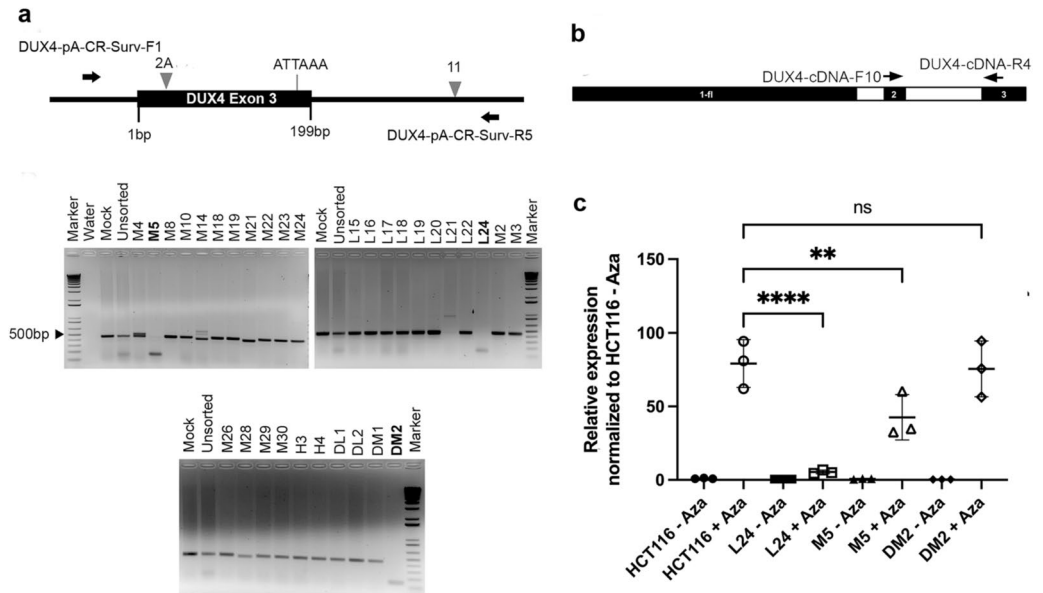 a
DUX4-pA-CR-Surv-F1
2A
ATTAAA
11
DUX4 Exon 3
1bp
199bp
DUX4-pA-CR-Surv-R5
b
DUX4-cDNA-F10
DUX4-cDNA-R4
1-fl
2
3
Marker
Water
Mock
Unsorted
M4
M5
M8
M10
M14
M18
M19
M21
M22
M23
M24
Mock
Unsorted
L15
L16
L17
L18
L19
L20
L21
L22
L24
M2
M3
Marker
500bp
Mock
Unsorted
M26
M28
M29
M30
H3
H4
DL1
DL2
DM1
DM2
Marker
c
Relative expression
normalized to HCT116 - Aza
150
100
50
0
ns
**
****
HCT116 - Aza
HCT116 + Aza
L24 - Aza
L24 + Aza
M5 - Aza
M5 + Aza
DM2 - Aza
DM2 + Aza